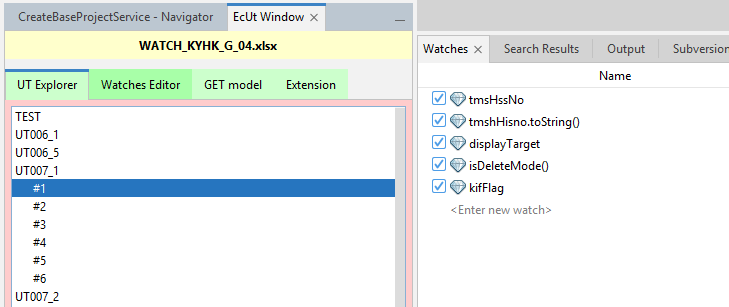 CreateBaseProjectService - Navigator
EcUt Window
WATCH_KYHK_G_04.xlsx
UT Explorer
Watches Editor
GET model
Extension
TEST
UT006_1
UT006_5
UT007_1
#1
#2
#3
#4
#5
#6
UT007_2
Watches
Search Results
Output
Subversion
Name
tmsHssNo
tmshHisno.toString()
displayTarget
isDeleteMode()
kifFlag
<Enter new watch>